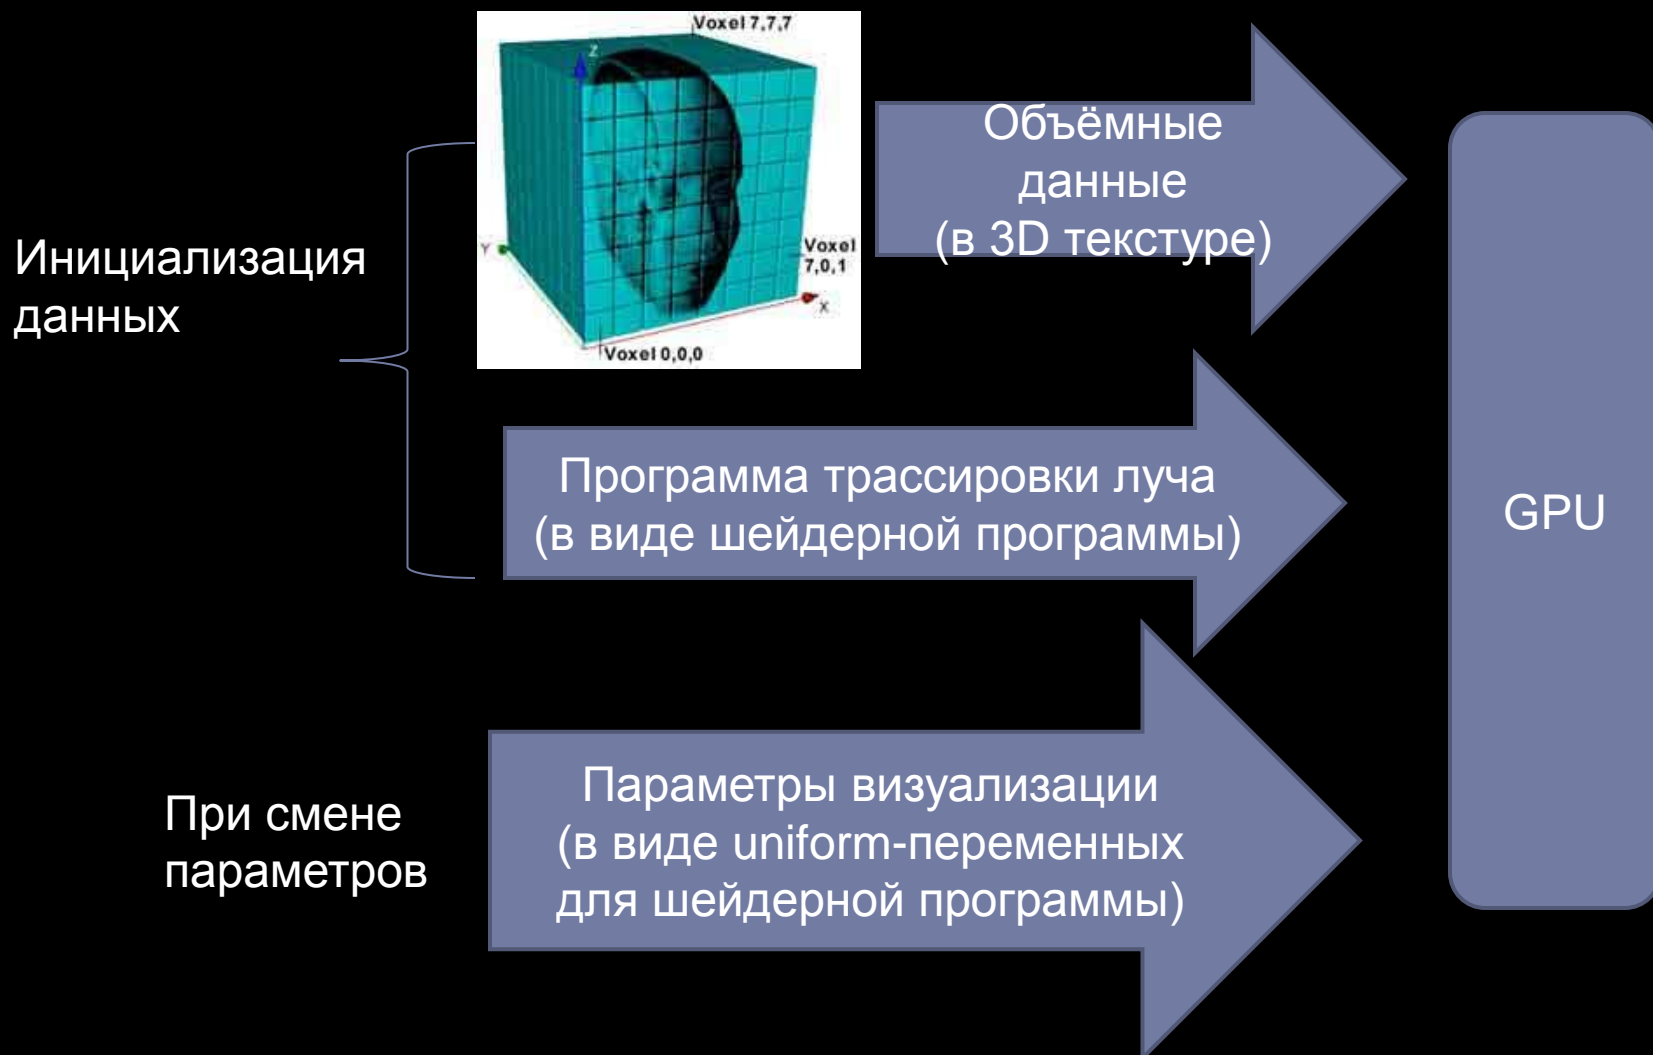 Инициализация
данных
Voxel 7,7,7
Z
Y
Voxel
7,0,1
X
Voxel 0,0,0
Объёмные
данные
(в 3D текстуре)
Программа трассировки луча
(в виде шейдерной программы)
GPU
При смене
параметров
Параметры визуализации
(в виде uniform-переменных
для шейдерной программы)